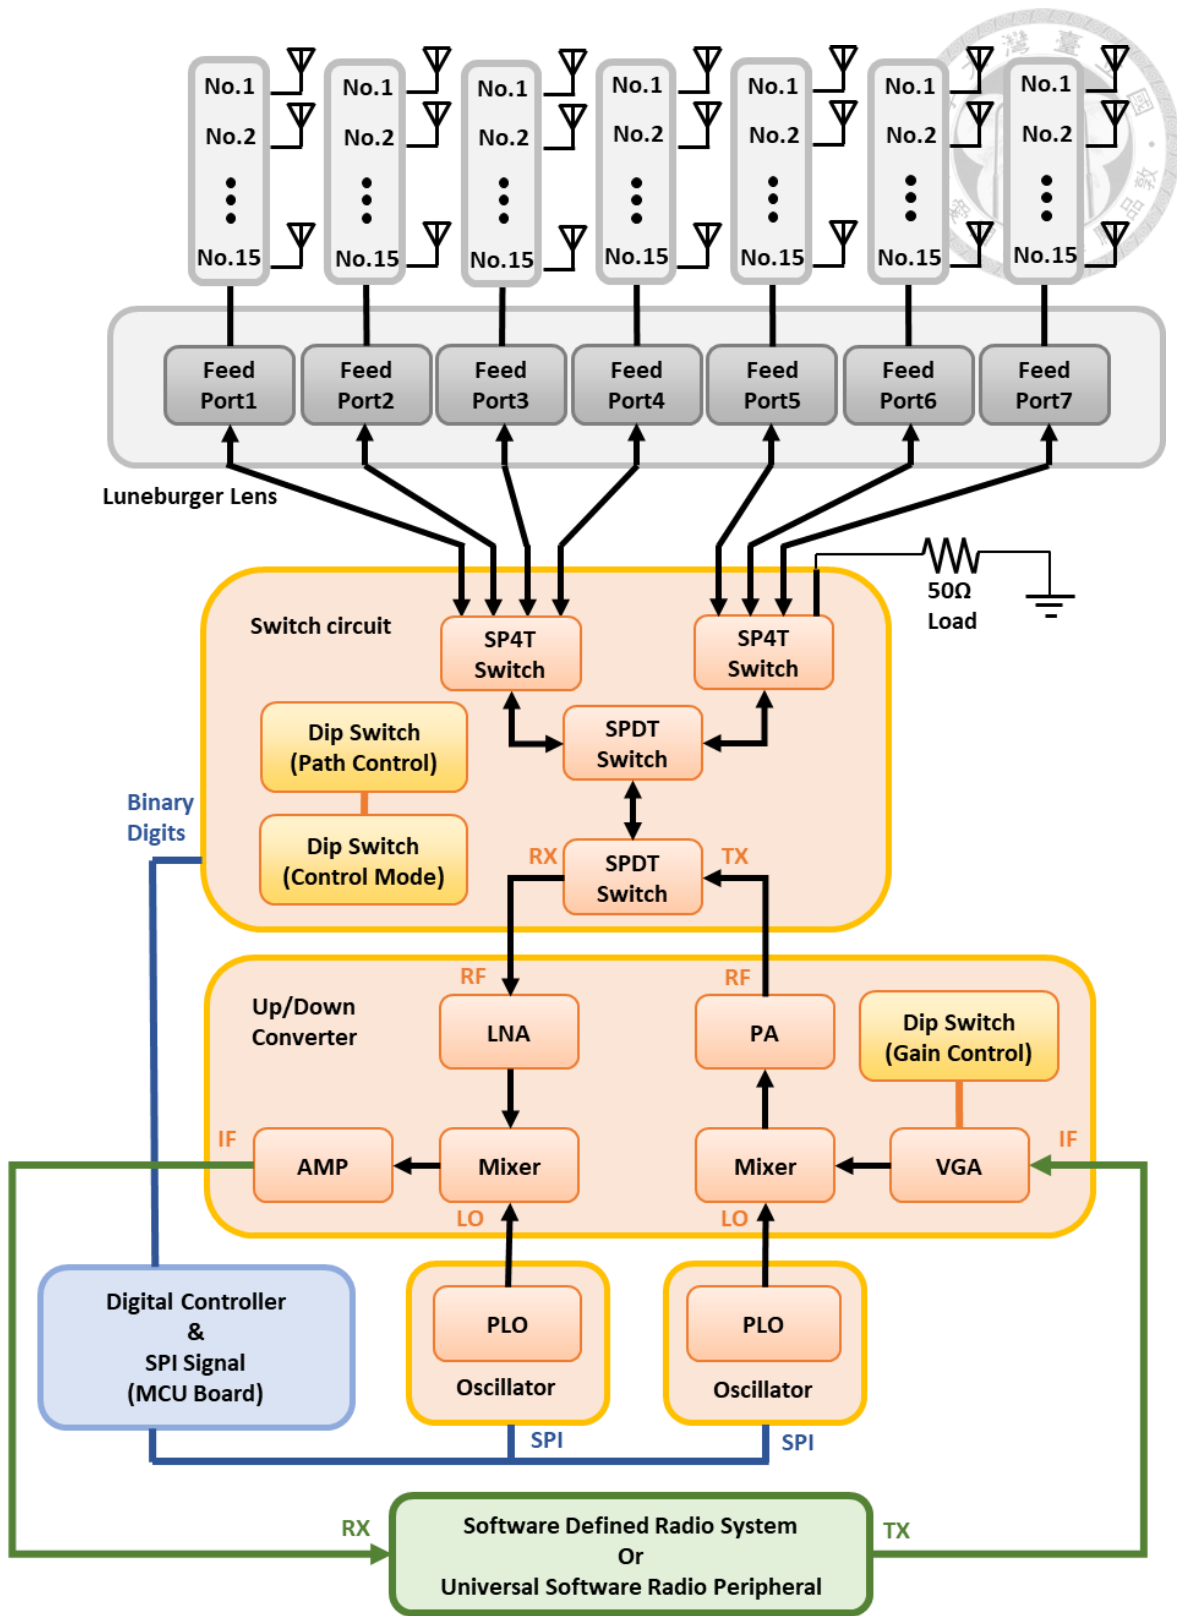 No.1 No.1 No.1 No.1 No.1 No.1 No.1
No.2 No.2 No.2 No.2 No.2 No.2 No.2
No.15 No.15 No.15 No.15 No.15 No.15 No.15
Feed Port1
Feed Port2
Feed Port3
Feed Port4
Feed Port5
Feed Port6
Feed Port7
Luneburger Lens
50Ω
Load
Switch circuit
SP4T
Switch
SP4T
Switch
Dip Switch
(Path Control)
SPDT
Switch
Binary
Digits
Dip Switch
(Control Mode)
RX
SPDT
Switch
TX
RF
RF
Up/Down
Converter
LNA
PA
Dip Switch
(Gain Control)
IF
AMP
Mixer
Mixer
VGA
IF
LO
LO
Digital Controller
&
SPI Signal
(MCU Board)
PLO
Oscillator
PLO
Oscillator
SPI
SPI
RX
Software Defined Radio System
Or
Universal Software Radio Peripheral
TX